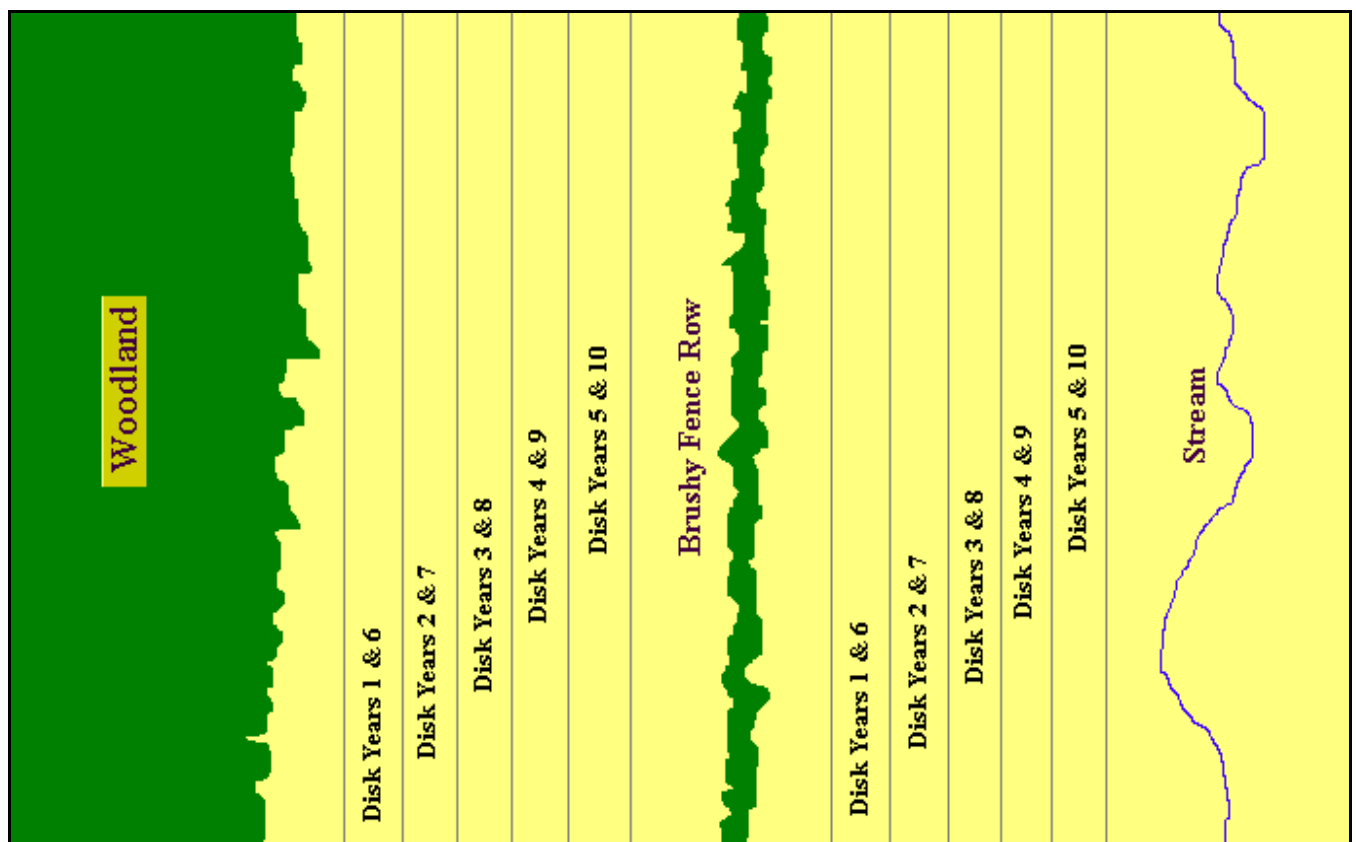 Woodland
Disk Years 1 & 6
Disk Years 2 & 7
Disk Years 3 & 8
Disk Years 4 & 9
Disk Years 5 & 10
Brushy Fence Row
Disk Years 1 & 6
Disk Years 2 & 7
Disk Years 3 & 8
Disk Years 4 & 9
Disk Years 5 & 10
Stream